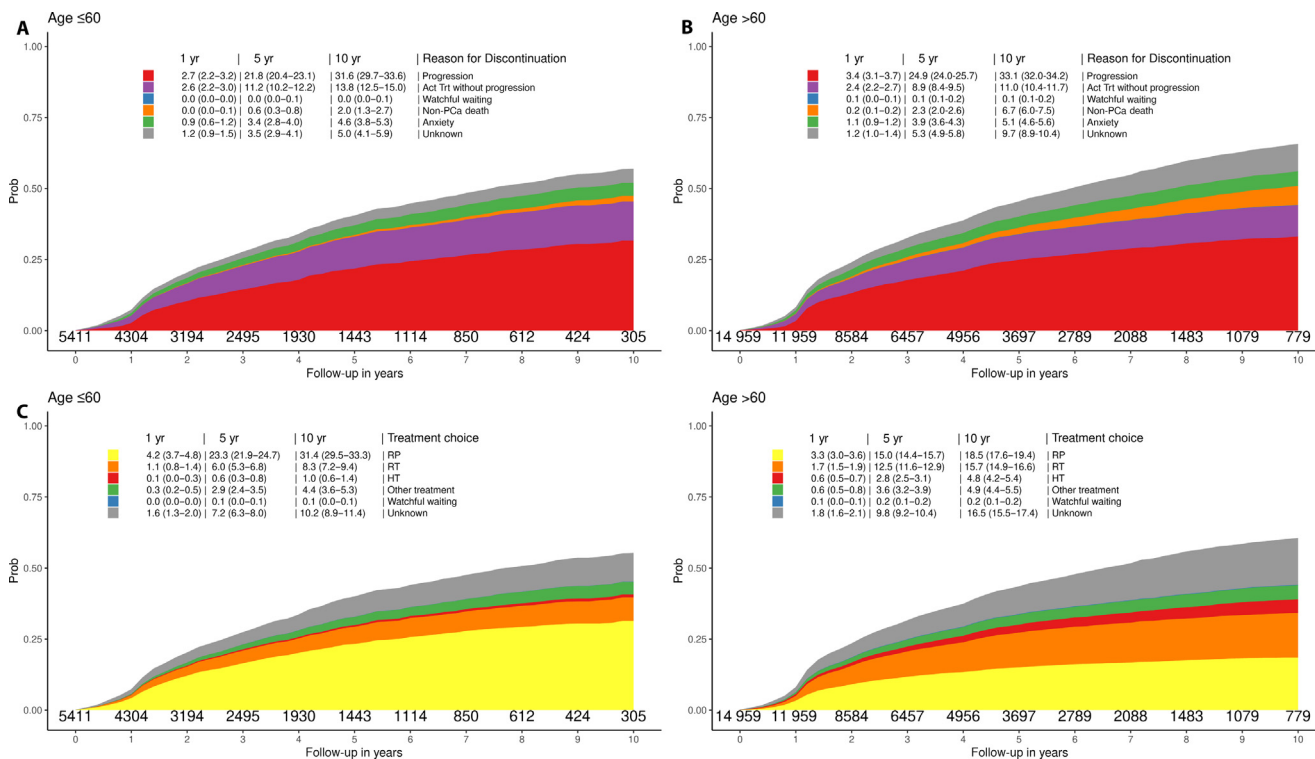 A
Age ≤60
1.00
0.75
0.50
0.25
0.00
Prob
1 yr | 5 yr | 10 yr | Reason for Discontinuation
2.7 (2.2–3.2) | 21.8 (20.4–23.1) | 31.6 (29.7–33.6) | Progression
2.6 (2.2–3.0) | 11.2 (10.2–12.2) | 13.8 (12.5–15.0) | Act Trt without progression
0.0 (0.0–0.0) | 0.0 (0.0–0.1) | 0.0 (0.0–0.1) | Watchful waiting
0.0 (0.0–0.1) | 0.6 (0.3–0.8) | 2.0 (1.3–2.7) | Non-PCa death
0.9 (0.6–1.2) | 3.4 (2.8–4.0) | 4.6 (3.8–5.3) | Anxiety
1.2 (0.9–1.5) | 3.5 (2.9–4.1) | 5.0 (4.1–5.9) | Unknown
5411 4304 3194 2495 1930 1443 1114 850 612 424 305
0 1 2 3 4 5 6 7 8 9 10
Follow-up in years
B
Age >60
1.00
0.75
0.50
0.25
0.00
Prob
1 yr | 5 yr | 10 yr | Reason for Discontinuation
3.4 (3.1–3.7) | 24.9 (24.0-25.7) | 33.1 (32.0-34.2) | Progression
2.4 (2.2–2.7) | 8.9 (8.4–9.5) | 11.0 (10.4–11.7) | Act Trt without progression
0.1 (0.0–0.1) | 0.1 (0.1–0.2) | 0.1 (0.1–0.2) | Watchful waiting
0.2 (0.1–0.2) | 2.3 (2.0–2.6) | 6.7 (6.0–7.5) | Non-PCa death
1.1 (0.9–1.2) | 3.9 (3.6–4.3) | 5.1 (4.6–5.6) | Anxiety
1.2 (1.0–1.4) | 5.3 (4.9–5.8) | 9.7 (8.9-10.4) | Unknown
14 959 11 959 8584 6457 4956 3697 2789 2088 1483 1079 779
0 1 2 3 4 5 6 7 8 9 10
Follow-up in years
C
Age ≤60
1.00
0.75
0.50
0.25
0.00
Prob
1 yr | 5 yr | 10 yr | Treatment choice
4.2 (3.7–4.8) | 23.3 (21.9–24.7) | 31.4 (29.5–33.3) | RP
1.1 (0.8–1.4) | 6.0 (5.3–6.8) | 8.3 (7.2–9.4) | RT
0.1 (0.0–0.3) | 0.6 (0.3–0.8) | 1.0 (0.6–1.4) | HT
0.3 (0.2–0.5) | 2.9 (2.4–3.5) | 4.4 (3.6–5.3) | Other treatment
0.0 (0.0–0.0) | 0.1 (0.0–0.1) | 0.1 (0.0–0.1) | Watchful waiting
1.6 (1.3–2.0) | 7.2 (6.3–8.0) | 10.2 (8.9–11.4) | Unknown
5411 4304 3194 2495 1930 1443 1114 850 612 424 305
0 1 2 3 4 5 6 7 8 9 10
Follow-up in years
Age >60
1.00
0.75
0.50
0.25
0.00
Prob
1 yr | 5 yr | 10 yr | Treatment choice
3.3 (3.0–3.6) | 15.0 (14.4–15.7) | 18.5 (17.6–19.4) | RP
1.7 (1.5–1.9) | 12.5 (11.6–12.9) | 15.7 (14.9–16.6) | RT
0.6 (0.5–0.7) | 2.8 (2.5–3.1) | 4.8 (4.2–5.4) | HT
0.6 (0.5–0.8) | 3.6 (3.2–3.9) | 4.9 (4.4–5.5) | Other treatment
0.1 (0.0–0.1) | 0.2 (0.1–0.2) | 0.2 (0.1–0.2) | Watchful waiting
1.8 (1.6–2.1) | 9.8 (9.2–10.4) | 16.5 (15.5–17.4) | Unknown
14 959 11 959 8584 6457 4956 3697 2789 2088 1483 1079 779
0 1 2 3 4 5 6 7 8 9 10
Follow-up in years